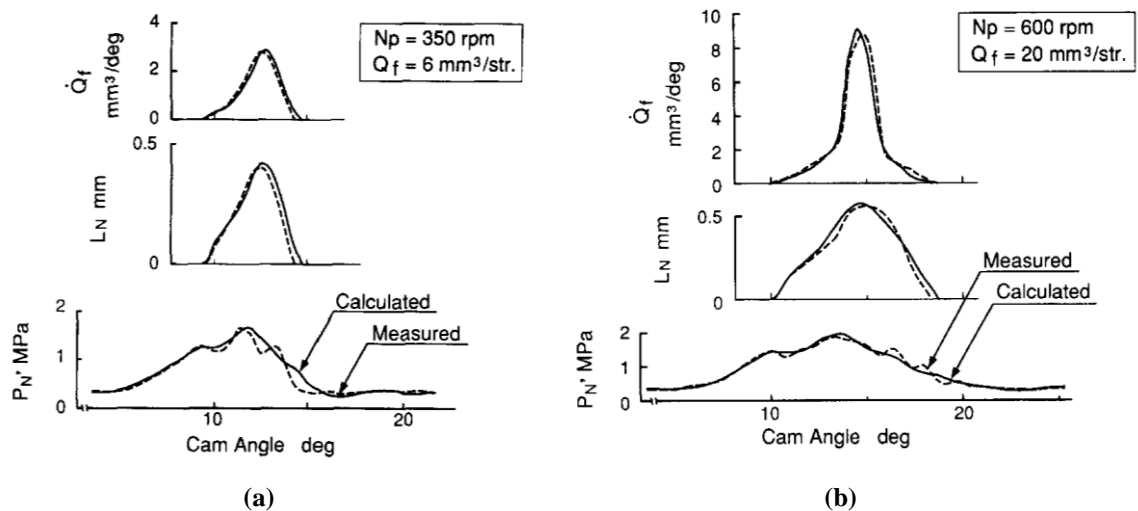 4
2
0
Q̇f
mm³/deg
Np = 350 rpm
Q f = 6 mm³/str.
0.5
0
LN mm
2
1
0
PN, MPa
Calculated
Measured
10
20
Cam Angle deg
(a)
10
8
6
4
2
0
Q̇f
mm³/deg
Np = 600 rpm
Q f = 20 mm³/str.
0.5
0
LN mm
Measured
Calculated
2
1
0
PN, MPa
10
20
Cam Angle deg
(b)